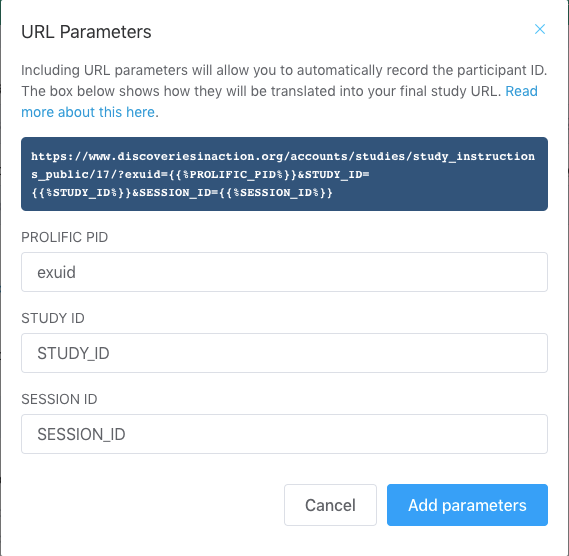 URL Parameters
Including URL parameters will allow you to automatically record the participant ID.
The box below shows how they will be translated into your final study URL. Read
more about this here.
https://www.discoveriesinaction.org/accounts/studies/study_instruction
s_public/17/?exuid={{%PROLIFIC_PID%}}&STUDY_ID=
{{%STUDY_ID%}}&SESSION_ID={{%SESSION_ID%}}
PROLIFIC PID
exuid
STUDY ID
STUDY_ID
SESSION ID
SESSION_ID
Cancel
Add parameters